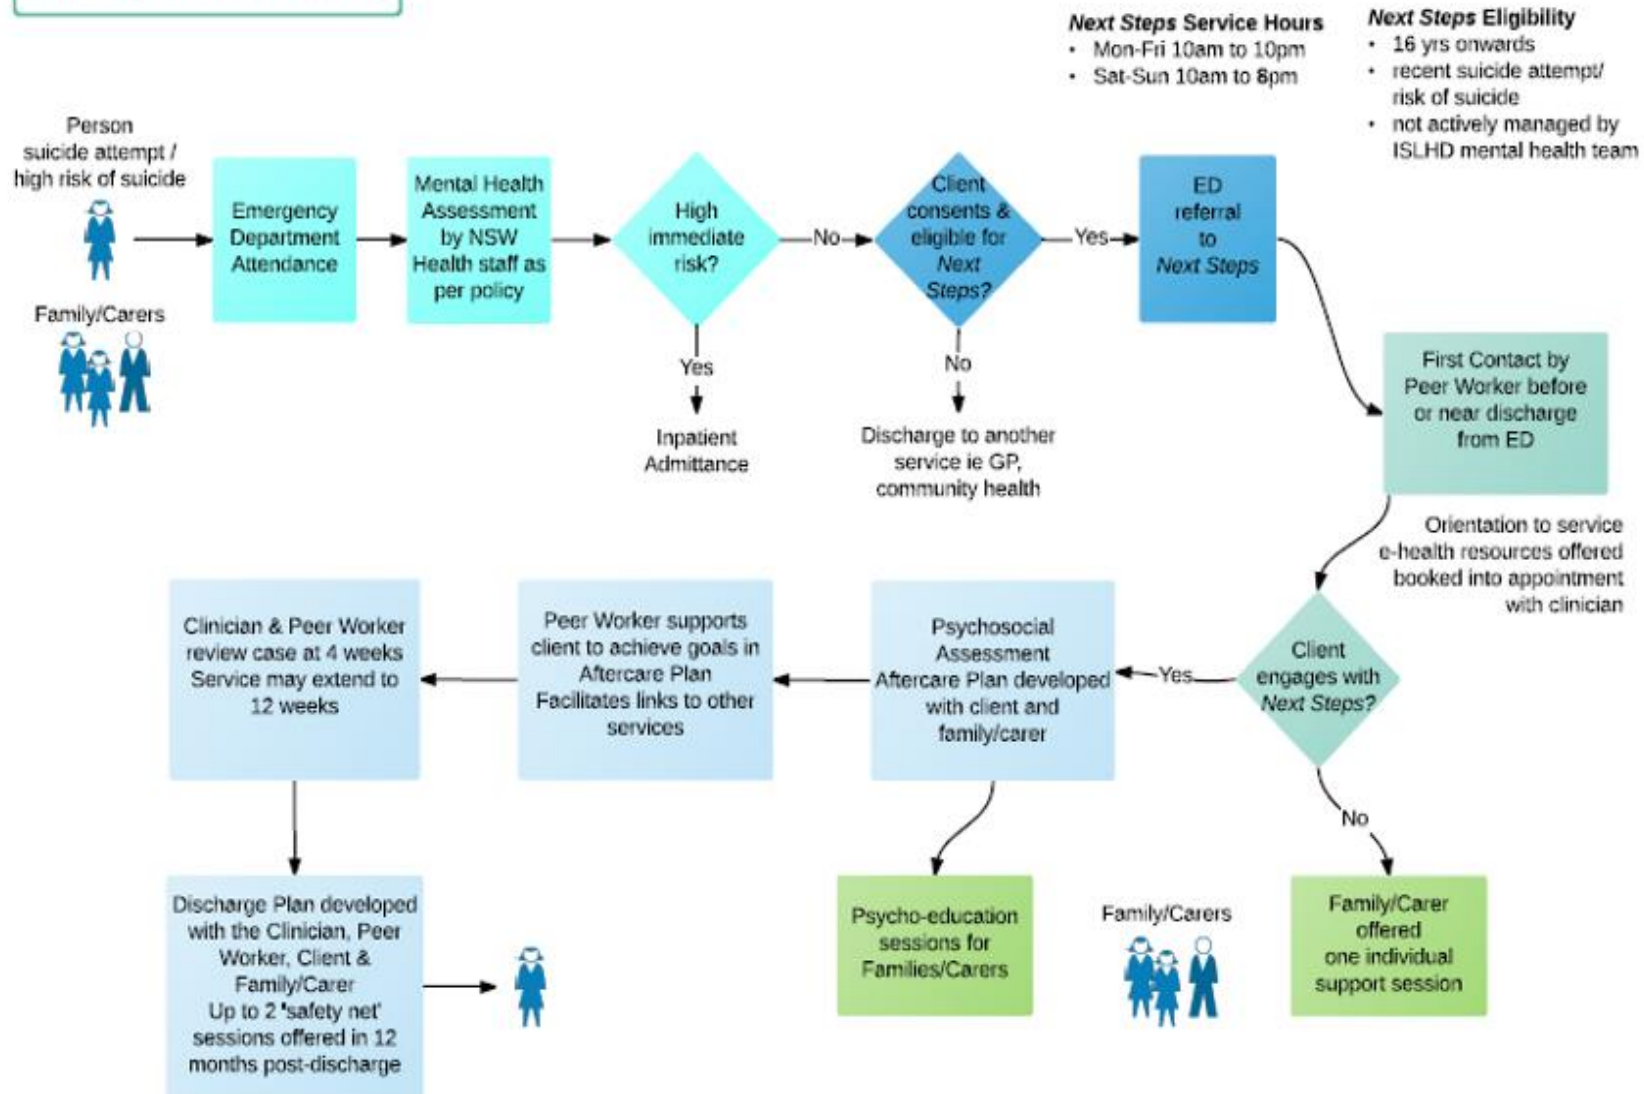 Next Steps Service Hours
• Mon-Fri 10am to 10pm
• Sat-Sun 10am to 8pm
Next Steps Eligibility
• 16 yrs onwards
• recent suicide attempt/
risk of suicide
• not actively managed by
ISLHD mental health team
Person
suicide attempt /
high risk of suicide
Family/Carers
Emergency
Department
Attendance
Mental Health
Assessment
by NSW
Health staff as
per policy
High
immediate
risk?
No
Yes
Inpatient
Admittance
Client
consents &
eligible for
Next
Steps?
Yes
No
Discharge to another
service ie GP,
community health
ED
referral
to
Next Steps
First Contact by
Peer Worker before
or near discharge
from ED
Orientation to service
e-health resources offered
booked into appointment
with clinician
Client
engages with
Next Steps?
Yes
No
Psychosocial
Assessment
Aftercare Plan developed
with client and
family/carer
Peer Worker supports
client to achieve goals in
Aftercare Plan
Facilitates links to other
services
Clinician & Peer Worker
review case at 4 weeks
Service may extend to
12 weeks
Discharge Plan developed
with the Clinician, Peer
Worker, Client &
Family/Carer
Up to 2 'safety net'
sessions offered in 12
months post-discharge
Psycho-education
sessions for
Families/Carers
Family/Carers
Family/Carer
offered
one individual
support session